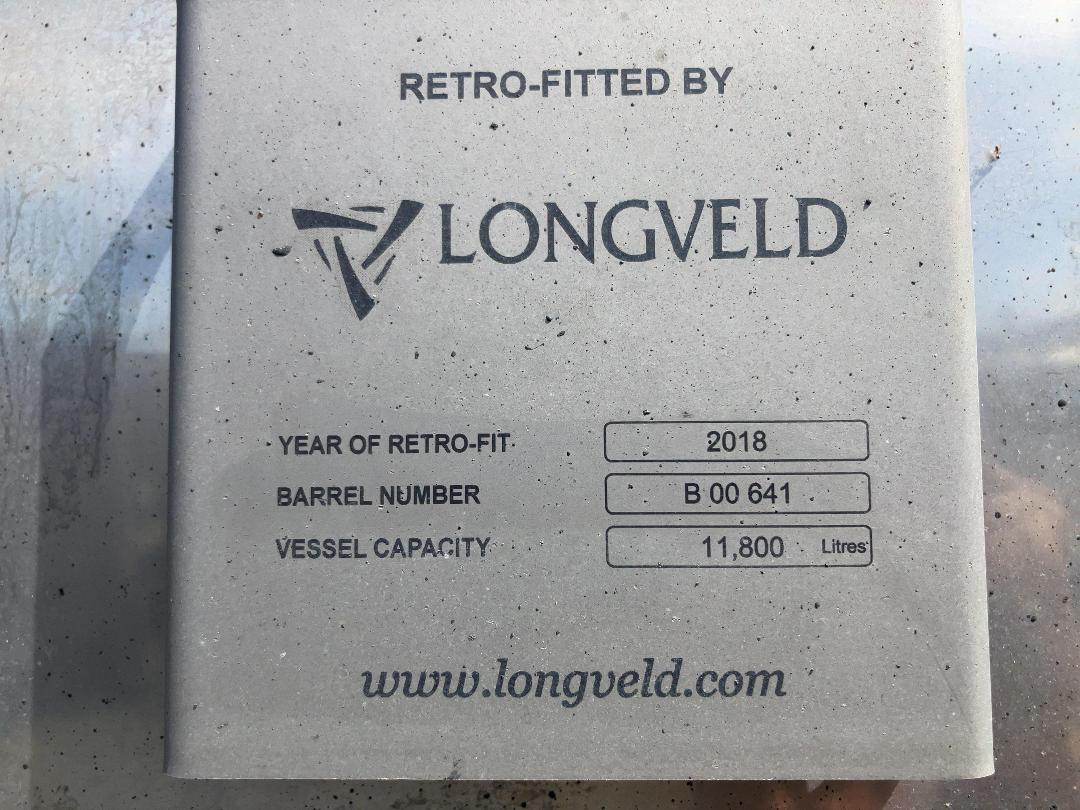 RETRO-FITTED BY
LONGVELD
YEAR OF RETRO-FIT 2018
BARREL NUMBER B 00 641
VESSEL CAPACITY 11,800 Litres
www.longveld.com